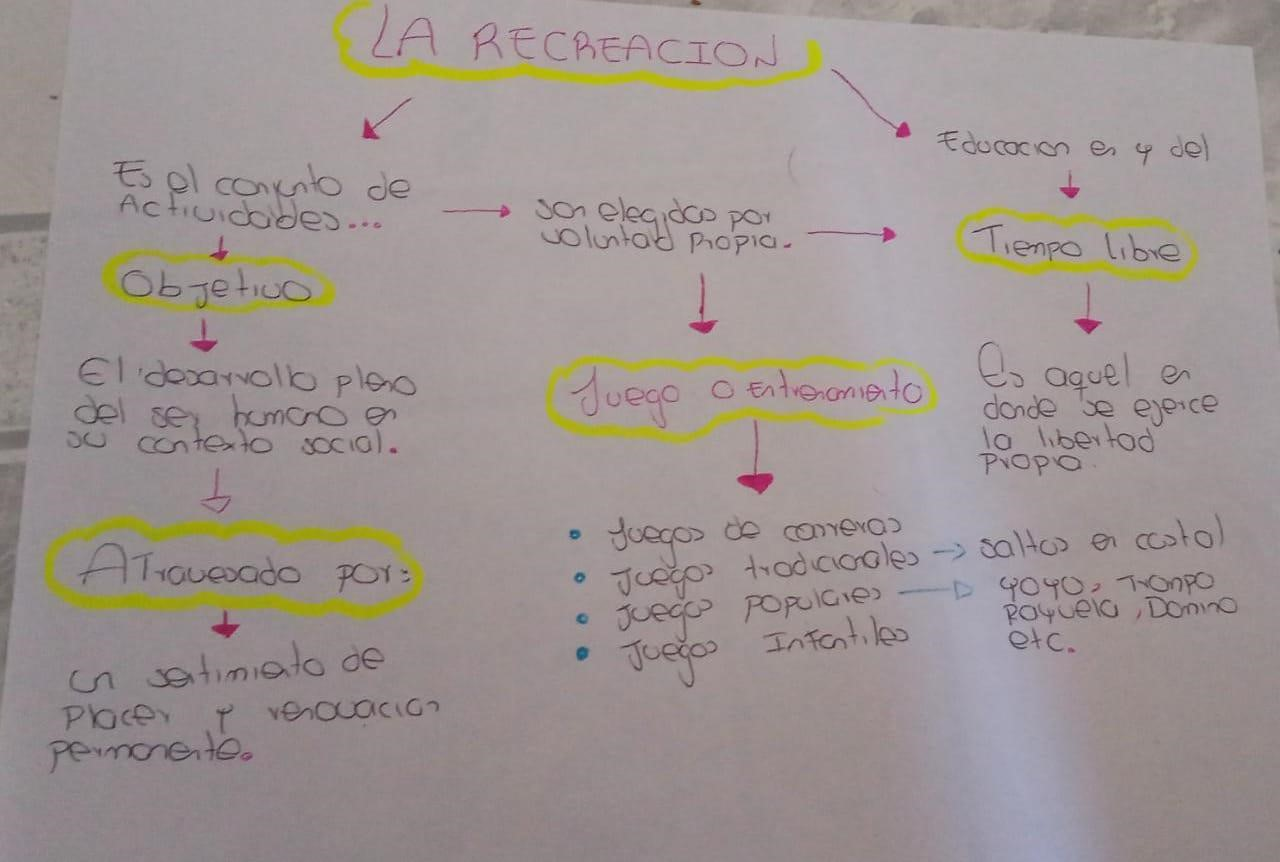 LA RECREACION
Es el conjunto de
Actividades...
Objetivo
El desarrollo pleno
del ser humano en
su contexto social.
ATravesado por:
un sentimiento de
Placer y renovacion
permanente.
son elegidas por
voluntad propia.
Juego o Entrenamiento
• Juegos de carreras
• Juegos tradicionales → saltos en costal
• Juegos populares → yoyo, Trompo
Rayuela, Domino
etc.
• Juegos Infantiles
Educacion en y del
Tiempo libre
Es aquel en
donde se ejerce
la libertad
Propia.